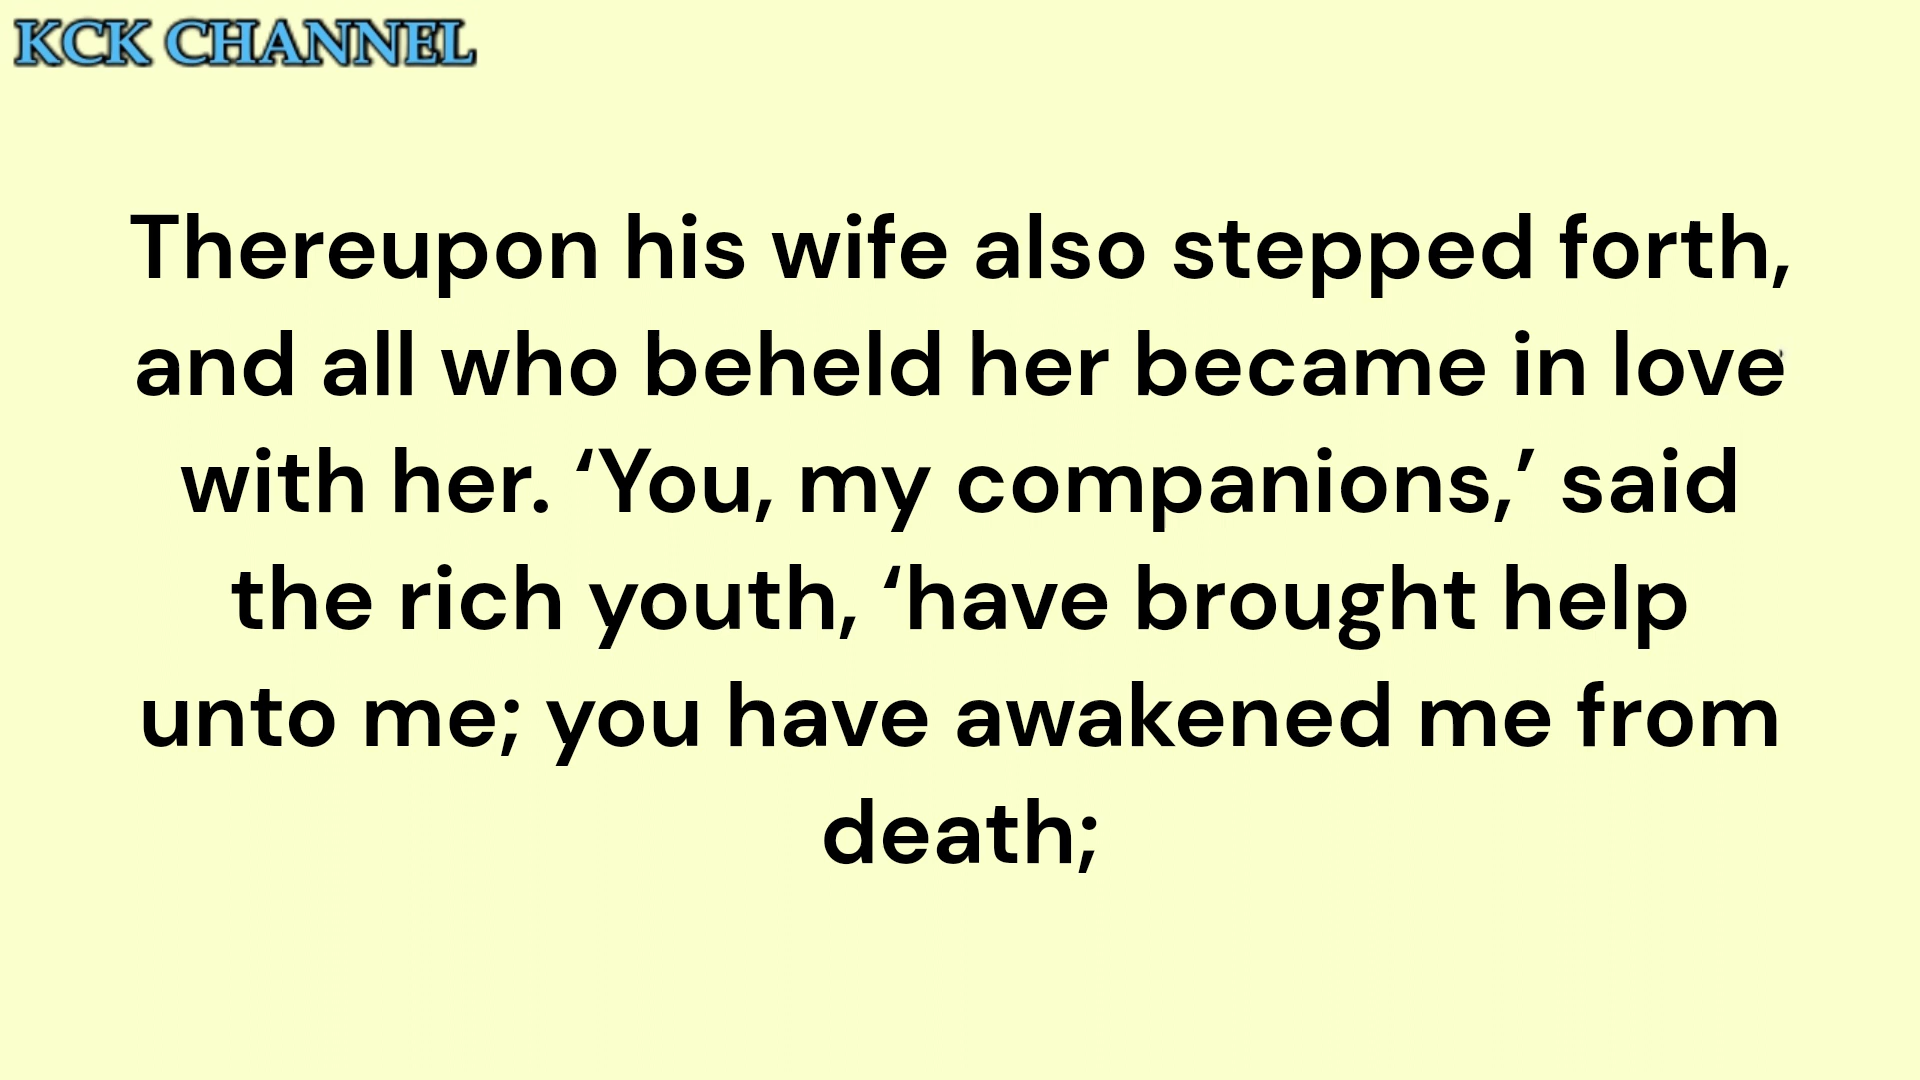 KCK CHANNEL
Thereupon his wife also stepped forth,
and all who beheld her became in love
with her. ‘You, my companions,’ said
the rich youth, ‘have brought help
unto me; you have awakened me from
death;